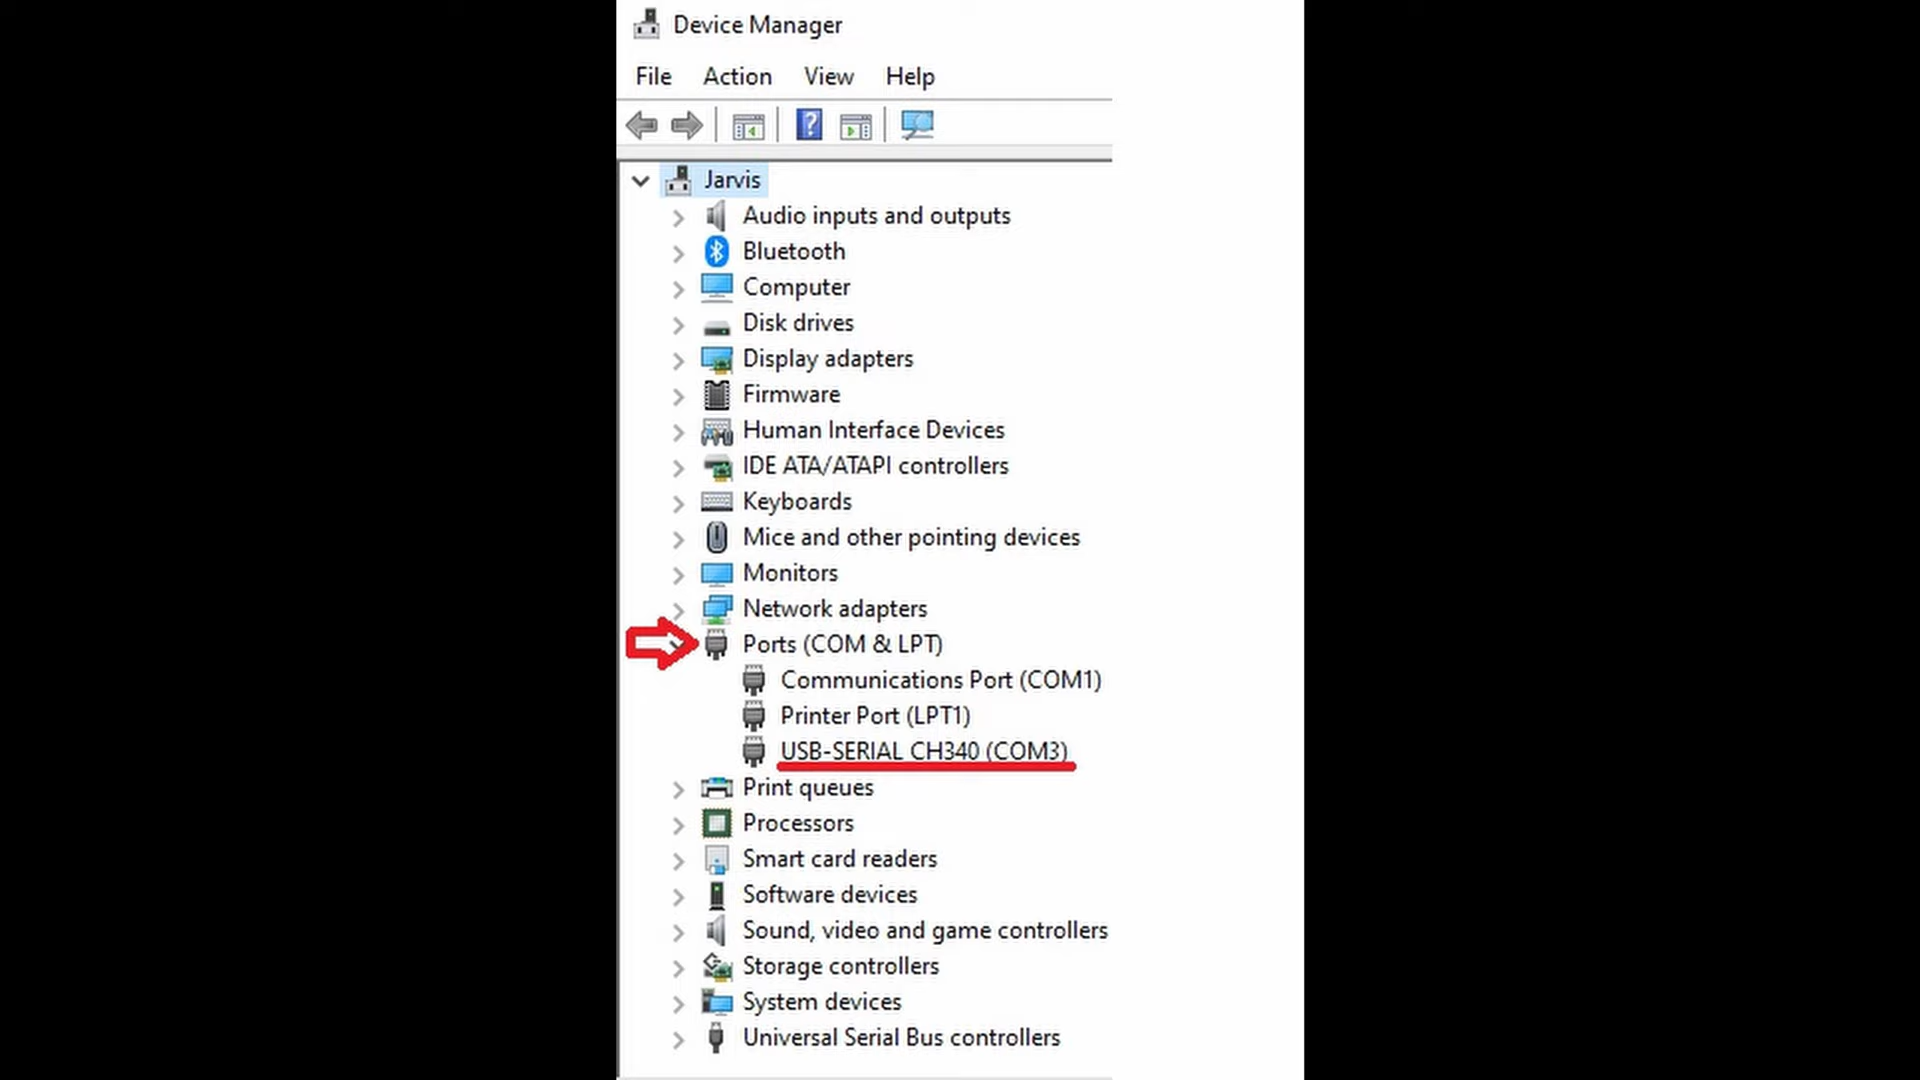 Device Manager
File Action View Help
Jarvis
Audio inputs and outputs
Bluetooth
Computer
Disk drives
Display adapters
Firmware
Human Interface Devices
IDE ATA/ATAPI controllers
Keyboards
Mice and other pointing devices
Monitors
Network adapters
Ports (COM & LPT)
Communications Port (COM1)
Printer Port (LPT1)
USB-SERIAL CH340 (COM3)
Print queues
Processors
Smart card readers
Software devices
Sound, video and game controllers
Storage controllers
System devices
Universal Serial Bus controllers